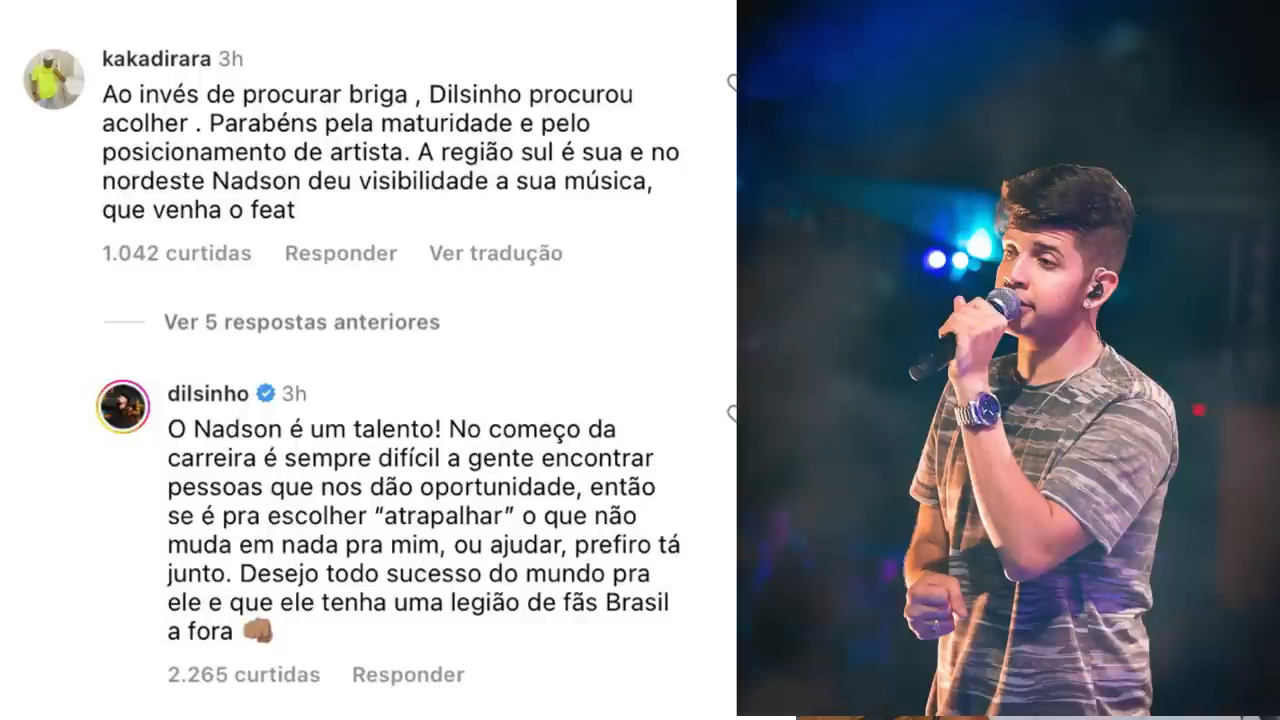 kakadirara 3h
Ao invés de procurar briga , Dilsinho procurou
acolher . Parabéns pela maturidade e pelo
posicionamento de artista. A região sul é sua e no
nordeste Nadson deu visibilidade a sua música,
que venha o feat
1.042 curtidas Responder Ver tradução
Ver 5 respostas anteriores
dilsinho 3h
O Nadson é um talento! No começo da
carreira é sempre difícil a gente encontrar
pessoas que nos dão oportunidade, então
se é pra escolher “atrapalhar” o que não
muda em nada pra mim, ou ajudar, prefiro tá
junto. Desejo todo sucesso do mundo pra
ele e que ele tenha uma legião de fãs Brasil
a fora 👊🏽
2.265 curtidas Responder